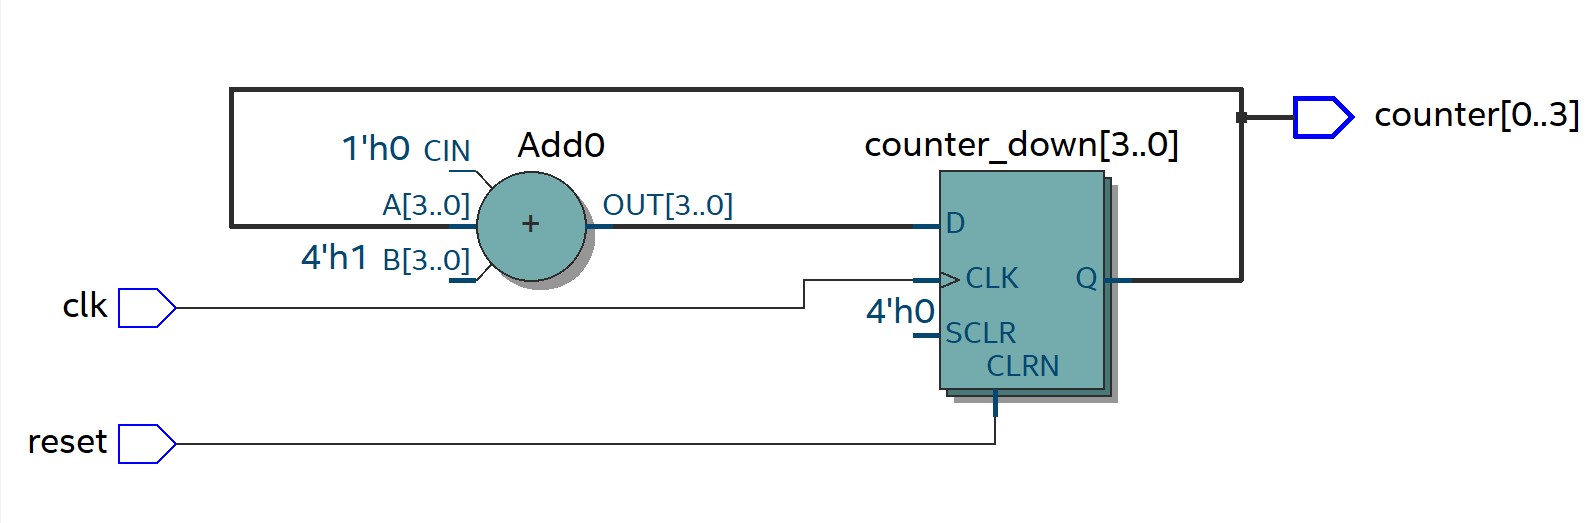 counter[0..3]
1'h0 CIN
Add0
counter_down[3..0]
A[3..0]
+
OUT[3..0]
D
4'h1 B[3..0]
CLK
Q
clk
4'h0
SCLR
CLRN
reset